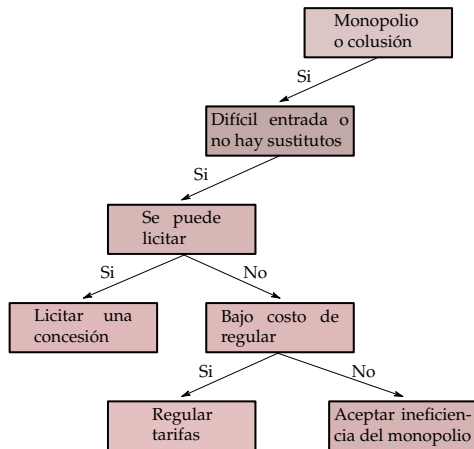 Monopolio
o colusión
Si
Difícil entrada o
no hay sustitutos
Si
Se puede
licitar
Si
No
Licitar una
concesión
Bajo costo de
regular
Si
No
Regular
tarifas
Aceptar ineficien-
cia del monopolio